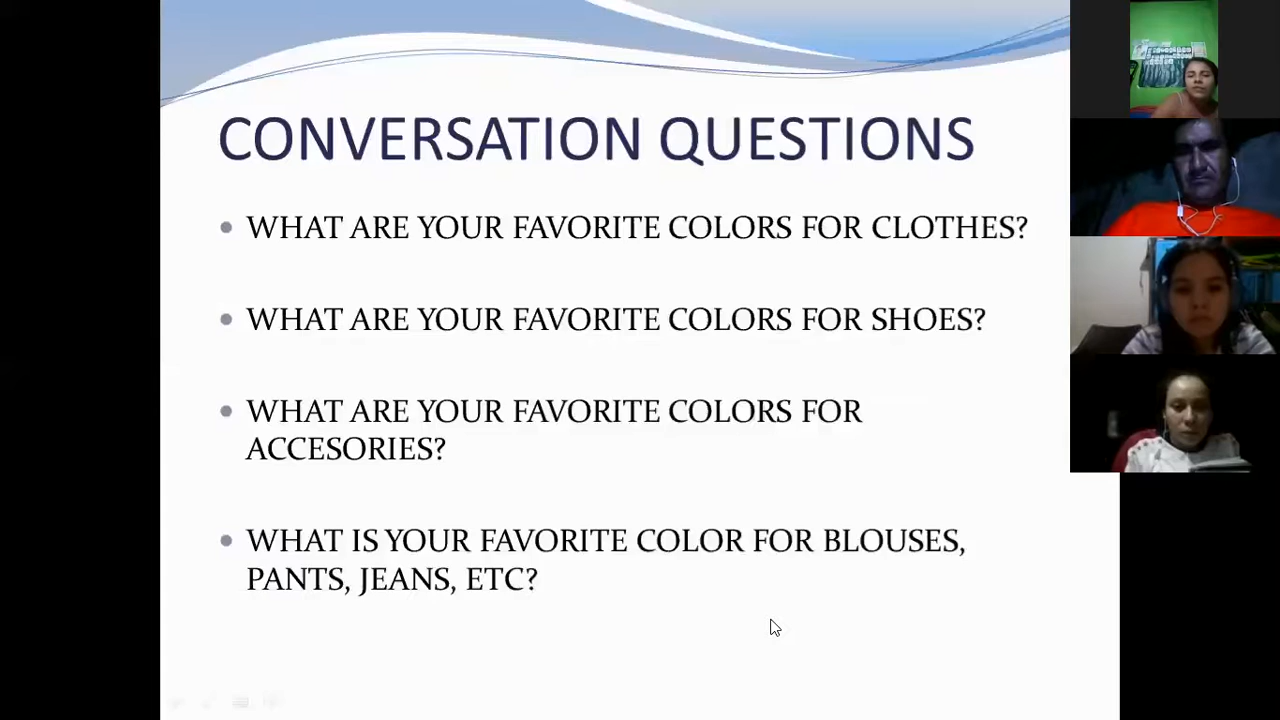 CONVERSATION QUESTIONS
WHAT ARE YOUR FAVORITE COLORS FOR CLOTHES?
WHAT ARE YOUR FAVORITE COLORS FOR SHOES?
WHAT ARE YOUR FAVORITE COLORS FOR
ACCESORIES?
WHAT IS YOUR FAVORITE COLOR FOR BLOUSES,
PANTS, JEANS, ETC?